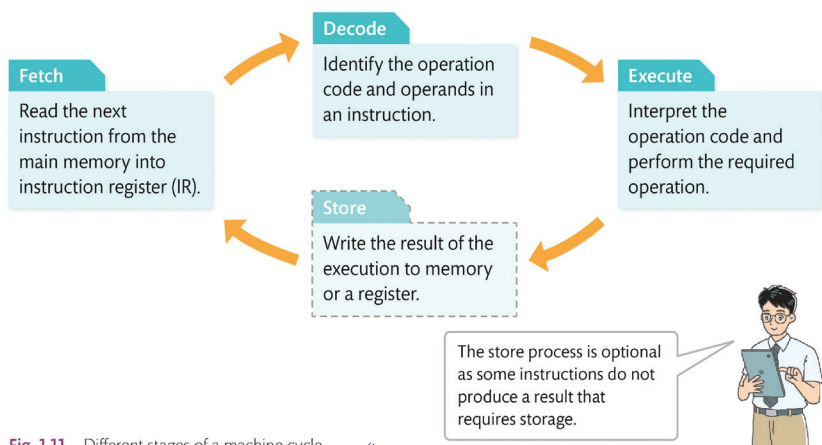 Fetch
Read the next
instruction from the
main memory into
instruction register (IR).
Decode
Identify the operation
code and operands in
an instruction.
Execute
Interpret the
operation code and
perform the required
operation.
Store
Write the result of the
execution to memory
or a register.
The store process is optional
as some instructions do not
produce a result that
requires storage.
Fig. 1.11 Different stages of a machine cycle